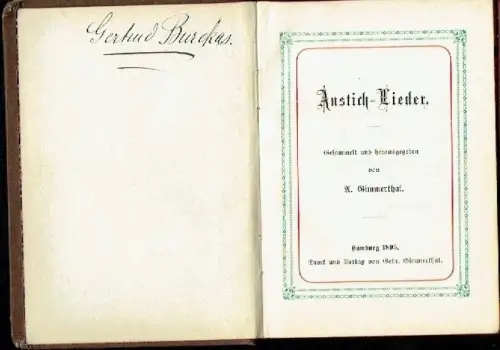 Gertrud Burckas.
Anstich-Lieder.
Gesammelt und herausgegeben
von
A. Gimmerthal.
Hamburg 1895.
Druck und Verlag von Gebr. Gimmerthal.